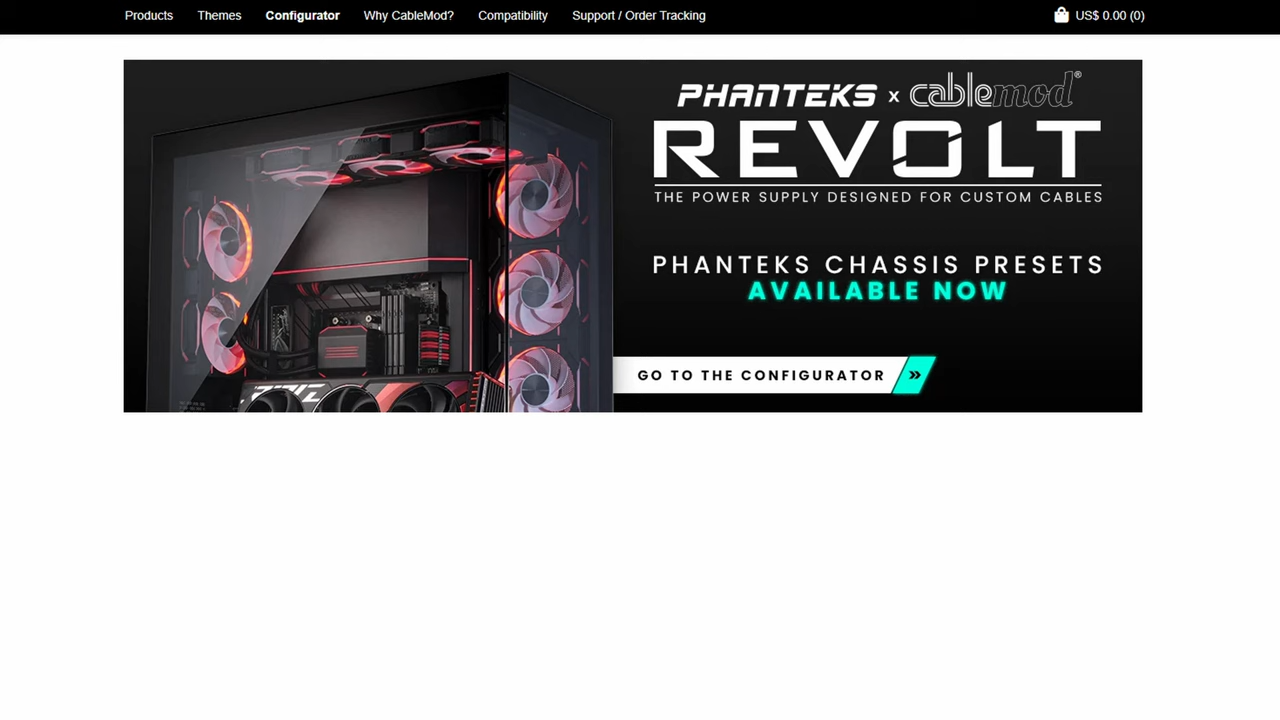 Products Themes Configurator Why CableMod? Compatibility Support / Order Tracking US$ 0.00 (0)
PHANTEKS x cablemod®
REVOLT
THE POWER SUPPLY DESIGNED FOR CUSTOM CABLES
PHANTEKS CHASSIS PRESETS
AVAILABLE NOW
GO TO THE CONFIGURATOR »